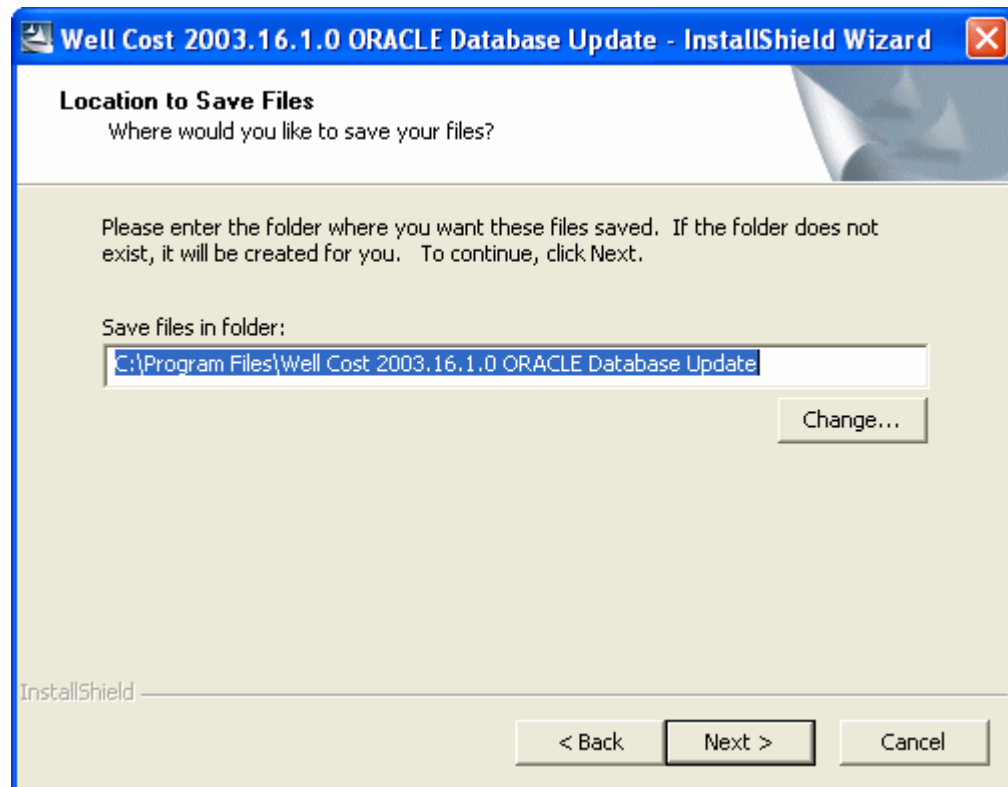 Well Cost 2003.16.1.0 ORACLE Database Update - InstallShield Wizard
Location to Save Files
Where would you like to save your files?
Please enter the folder where you want these files saved.  If the folder does not
exist, it will be created for you.   To continue, click Next.
Save files in folder:
C:\Program Files\Well Cost 2003.16.1.0 ORACLE Database Update
Change...
InstallShield
< Back Next > Cancel